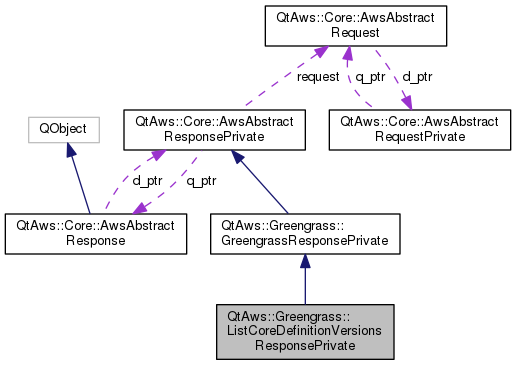 QtAws::Core::AwsAbstract
Request
request
q_ptr
d_ptr
QtAws::Core::AwsAbstract
ResponsePrivate
QtAws::Core::AwsAbstract
RequestPrivate
QObject
d_ptr
q_ptr
QtAws::Core::AwsAbstract
Response
QtAws::Greengrass::
GreengrassResponsePrivate
QtAws::Greengrass::
ListCoreDefinitionVersions
ResponsePrivate